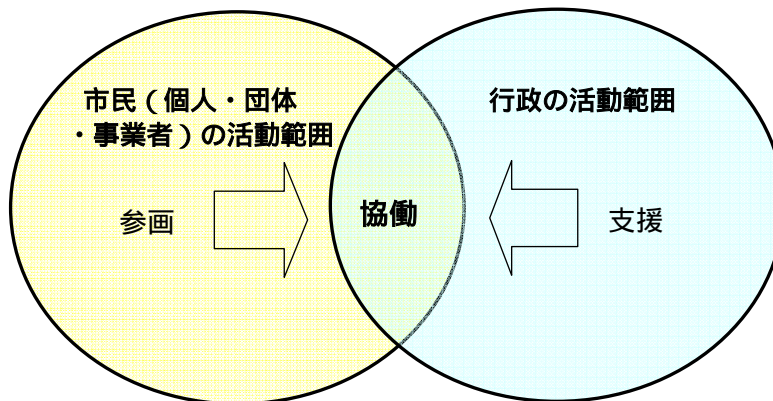 市民(個人・団体
・事業者)の活動範囲
行政の活動範囲
参画
協働
支援